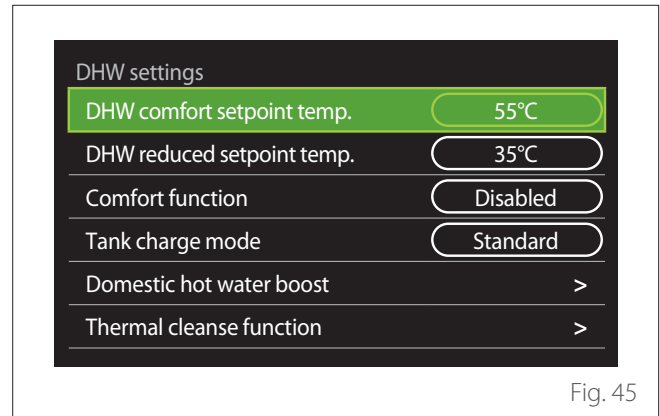 DHW settings
DHW comfort setpoint temp. 55°C
DHW reduced setpoint temp. 35°C
Comfort function Disabled
Tank charge mode Standard
Domestic hot water boost >
Thermal cleanse function >
Fig. 45